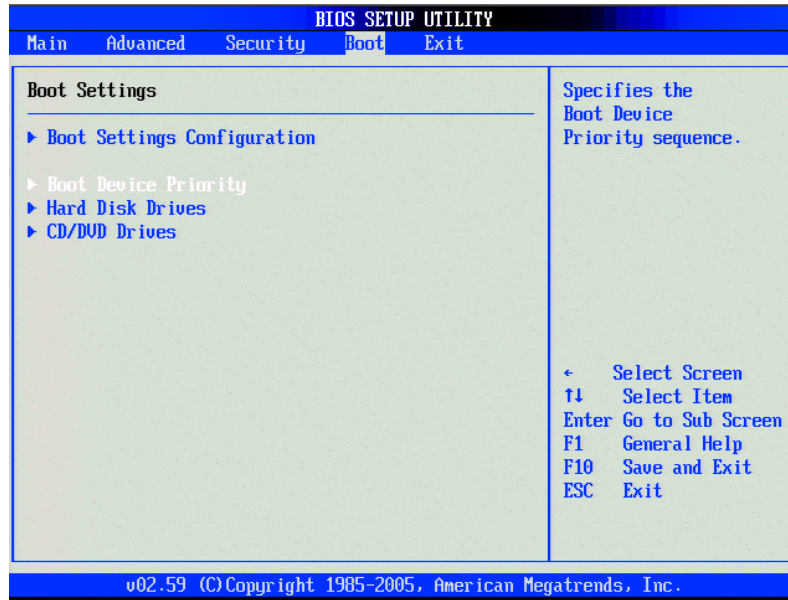 BIOS SETUP UTILITY
Main Advanced Security Boot Exit
Boot Settings
Boot Settings Configuration
Boot Device Priority
Hard Disk Drives
CD/DVD Drives
Specifies the
Boot Device
Priority sequence.
← Select Screen
↑↓ Select Item
Enter Go to Sub Screen
F1 General Help
F10 Save and Exit
ESC Exit
v02.59 (C)Copyright 1985-2005, American Megatrends, Inc.